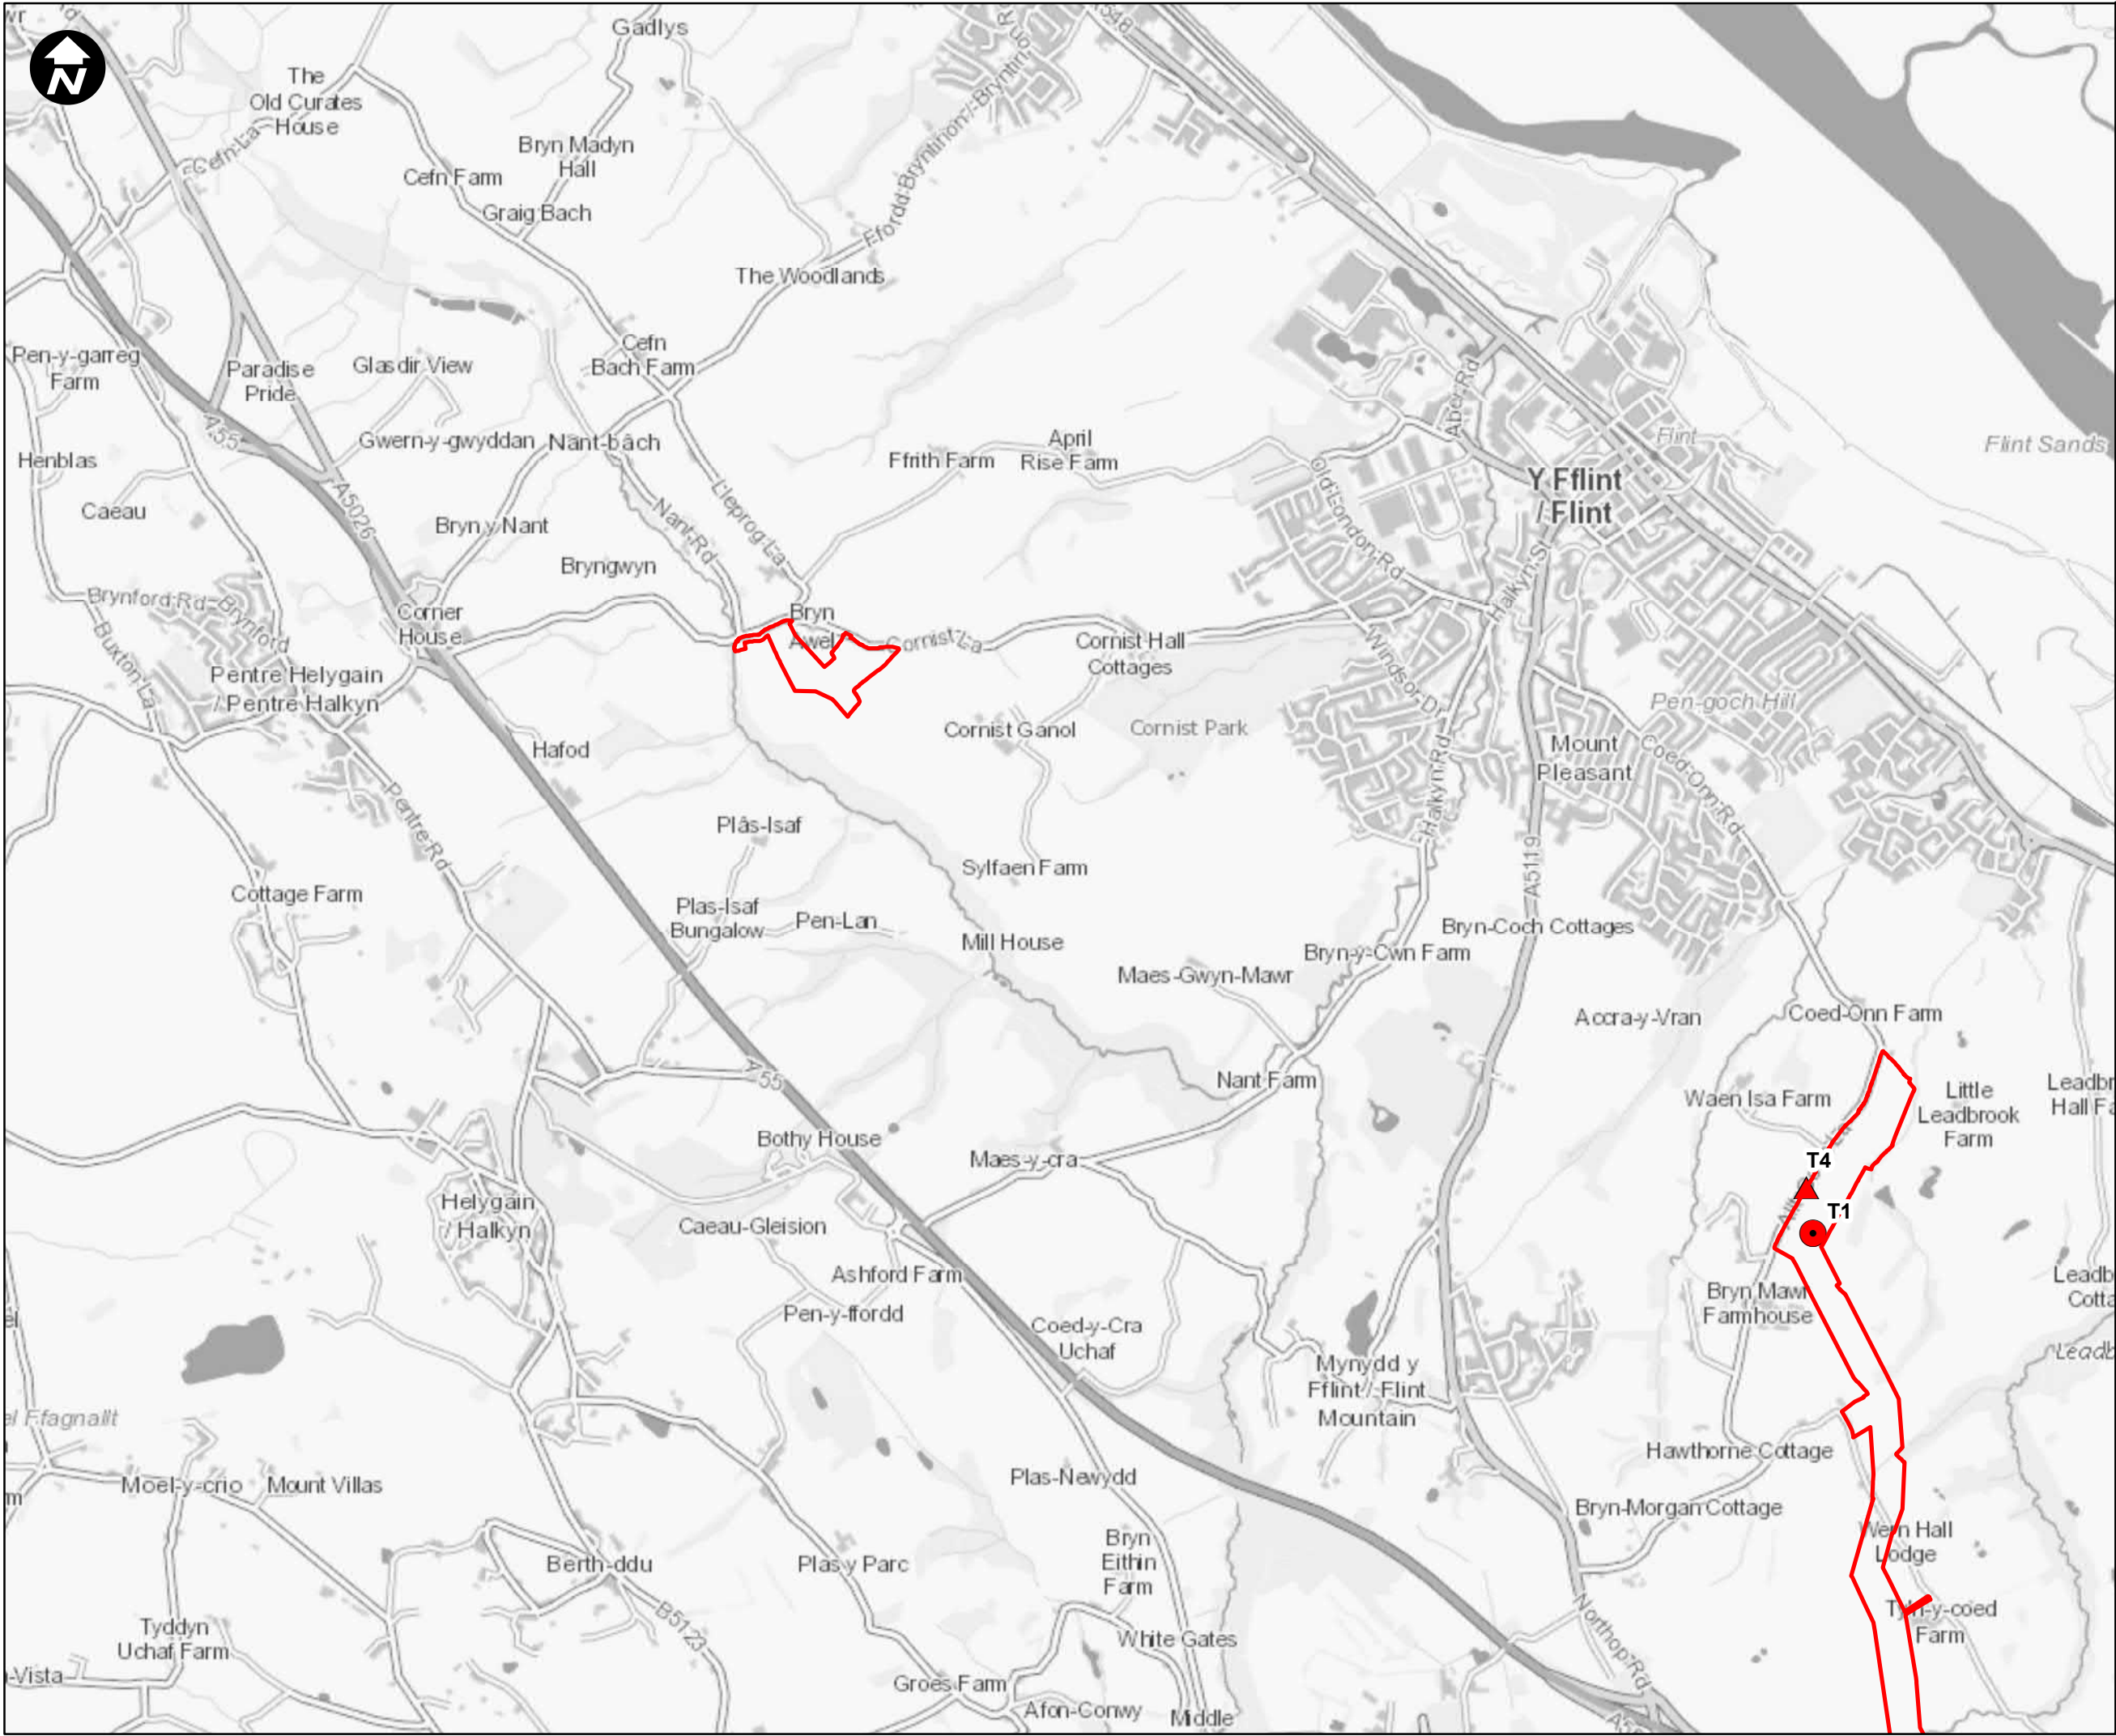 N
Gadlys
The
Old Curates
House
Cefn La
Bryn Madyn
Hall
Cefn Farm
Graig Bach
Ffordd Bryntirion / Bryntirion
The Woodlands
Cefn
Bach Farm
Pen-y-garreg
Farm
Paradise
Pride
Glasdir View
A55
Gwern-y-gwyddan
Nant-bâch
Henblas
Caeau
A5026
Bryn y Nant
Nant Rd
Lleprog La
Ffrith Farm
April
Rise Farm
Aber Rd
Flint
Flint Sands
Y Fflint
/ Flint
Old London Rd
Halkyn St
Bryngwyn
Brynford Rd
Brynford
Buxton La
Corner
House
Bryn
Awel
Cornist La
Cornist Hall
Cottages
Windsor Dr
Pentre Helygain
/ Pentre Halkyn
Hafod
Cornist Ganol
Cornist Park
Pen-goch Hill
Mount
Pleasant
Coed Onn Rd
Halkyn Rd
Pentre Rd
Plâs-Isaf
Sylfaen Farm
A5119
Cottage Farm
Plas-Isaf
Bungalow
Pen-Lan
Mill House
Bryn-Coch Cottages
Bryn-y-Cwn Farm
Maes-Gwyn-Mawr
Accra-y-Vran
Coed-Onn Farm
A55
Nant Farm
Waen Isa Farm
Little
Leadbrook
Farm
Bothy House
Maes-y-cra
T4
T1
Helygain
/ Halkyn
Caeau-Gleision
Ashford Farm
Pen-y-ffordd
Bryn Mawr
Farmhouse
Coed-y-Cra
Uchaf
Mynydd y
Fflint / Flint
Mountain
Hawthorne Cottage
Moel-y-crio
Mount Villas
Plas-Newydd
Bryn-Morgan Cottage
Wern Hall
Lodge
Bryn
Eithin
Farm
Berth-ddu
Plas y Parc
B5123
Northop Rd
Tyn-y-coed
Farm
Tyddyn
Uchaf Farm
White Gates
Groes Farm
Afon-Conwy
Middle